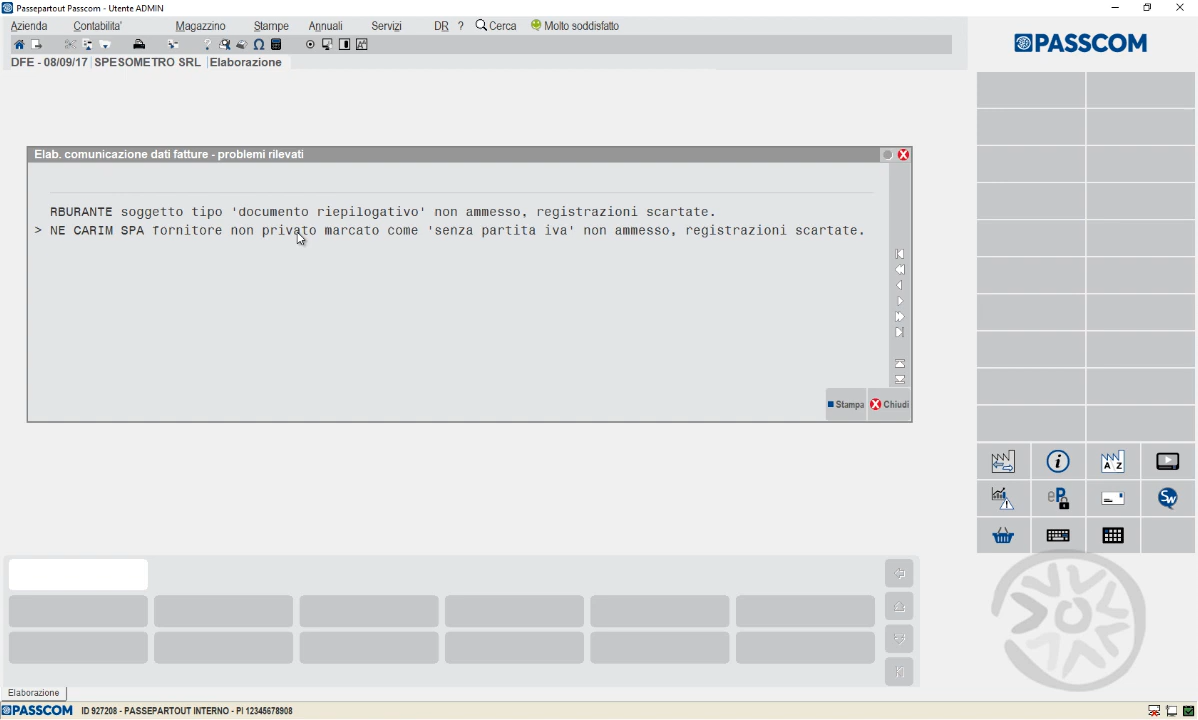 Passepartout Passcom - Utente ADMIN
Azienda Contabilita' Magazzino Stampe Annuali Servizi DR ? Cerca Molto soddisfatto
PASSCOM
DFE - 08/09/17 SPESOMETRO SRL Elaborazione
Elab. comunicazione dati fatture - problemi rilevati
RBURANTE soggetto tipo 'documento riepilogativo' non ammesso, registrazioni scartate.
> NE CARIM SPA fornitore non privato marcato come 'senza partita iva' non ammesso, registrazioni scartate.
Stampa Chiudi
A Z
eP Sw
Elaborazione
PASSCOM ID 927208 - PASSEPARTOUT INTERNO - PI 12345678908